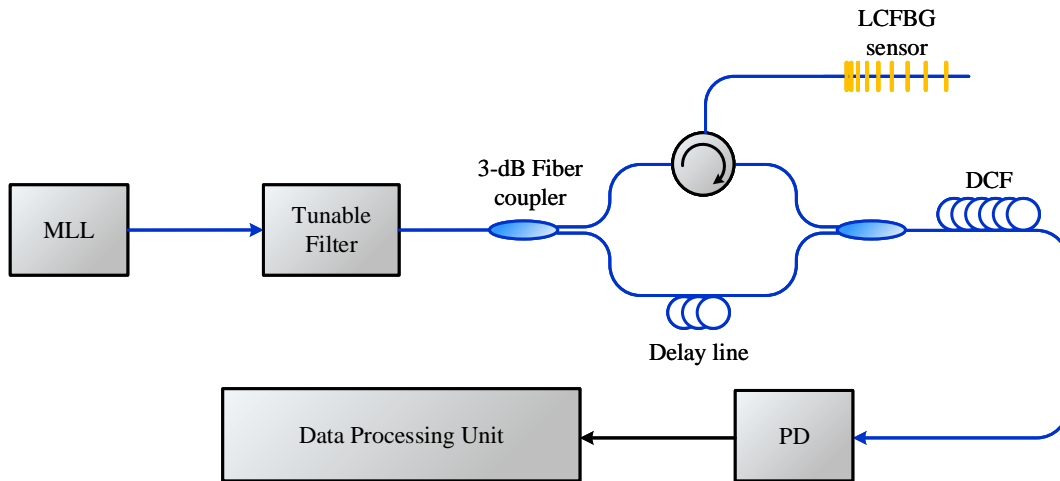 LCFBG
sensor
3-dB Fiber
coupler
DCF
MLL
Tunable
Filter
Delay line
Data Processing Unit
PD